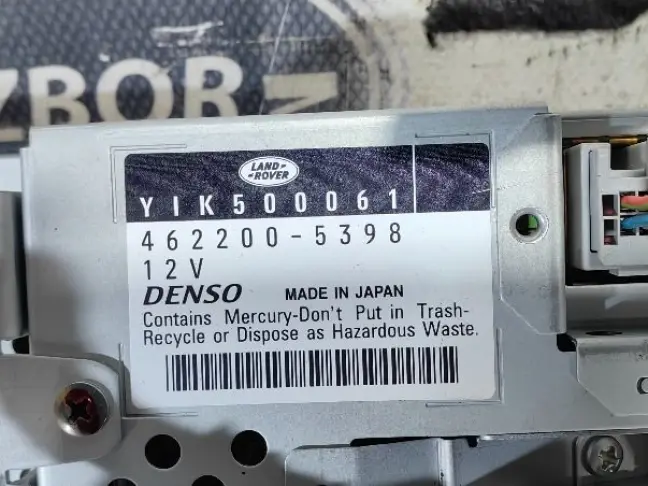 ZBOR
LAND
ROVER
YIK500061
462200-5398
12V
DENSO MADE IN JAPAN
Contains Mercury-Don't Put in Trash-
Recycle or Dispose as Hazardous Waste.